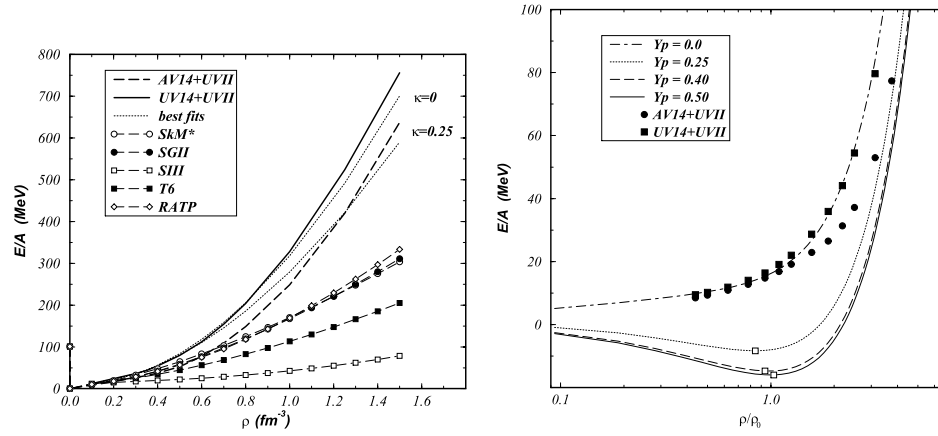 800
700
600
500
400
300
200
100
0
E/A (MeV)
AV14+UVII
UV14+UVII
best fits
SkM*
SGII
SIII
T6
RATP
κ=0
κ=0.25
0.0 0.2 0.4 0.6 0.8 1.0 1.2 1.4 1.6
ρ (fm⁻³)
100
80
60
40
20
0
E/A (MeV)
Yp = 0.0
Yp = 0.25
Yp = 0.40
Yp = 0.50
AV14+UVII
UV14+UVII
0.1 1.0
ρ/ρ₀